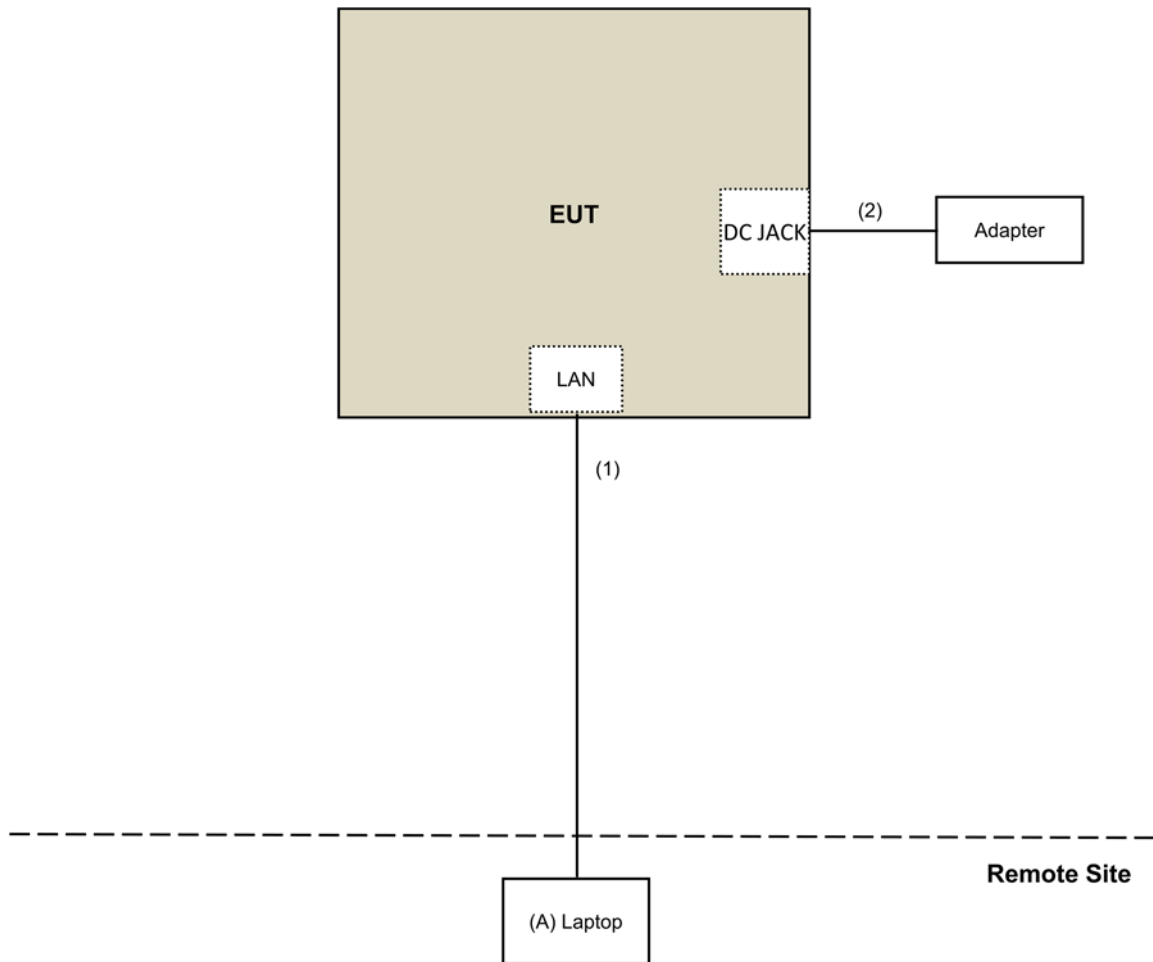 EUT
DC JACK
(2)
Adapter
LAN
(1)
Remote Site
(A) Laptop